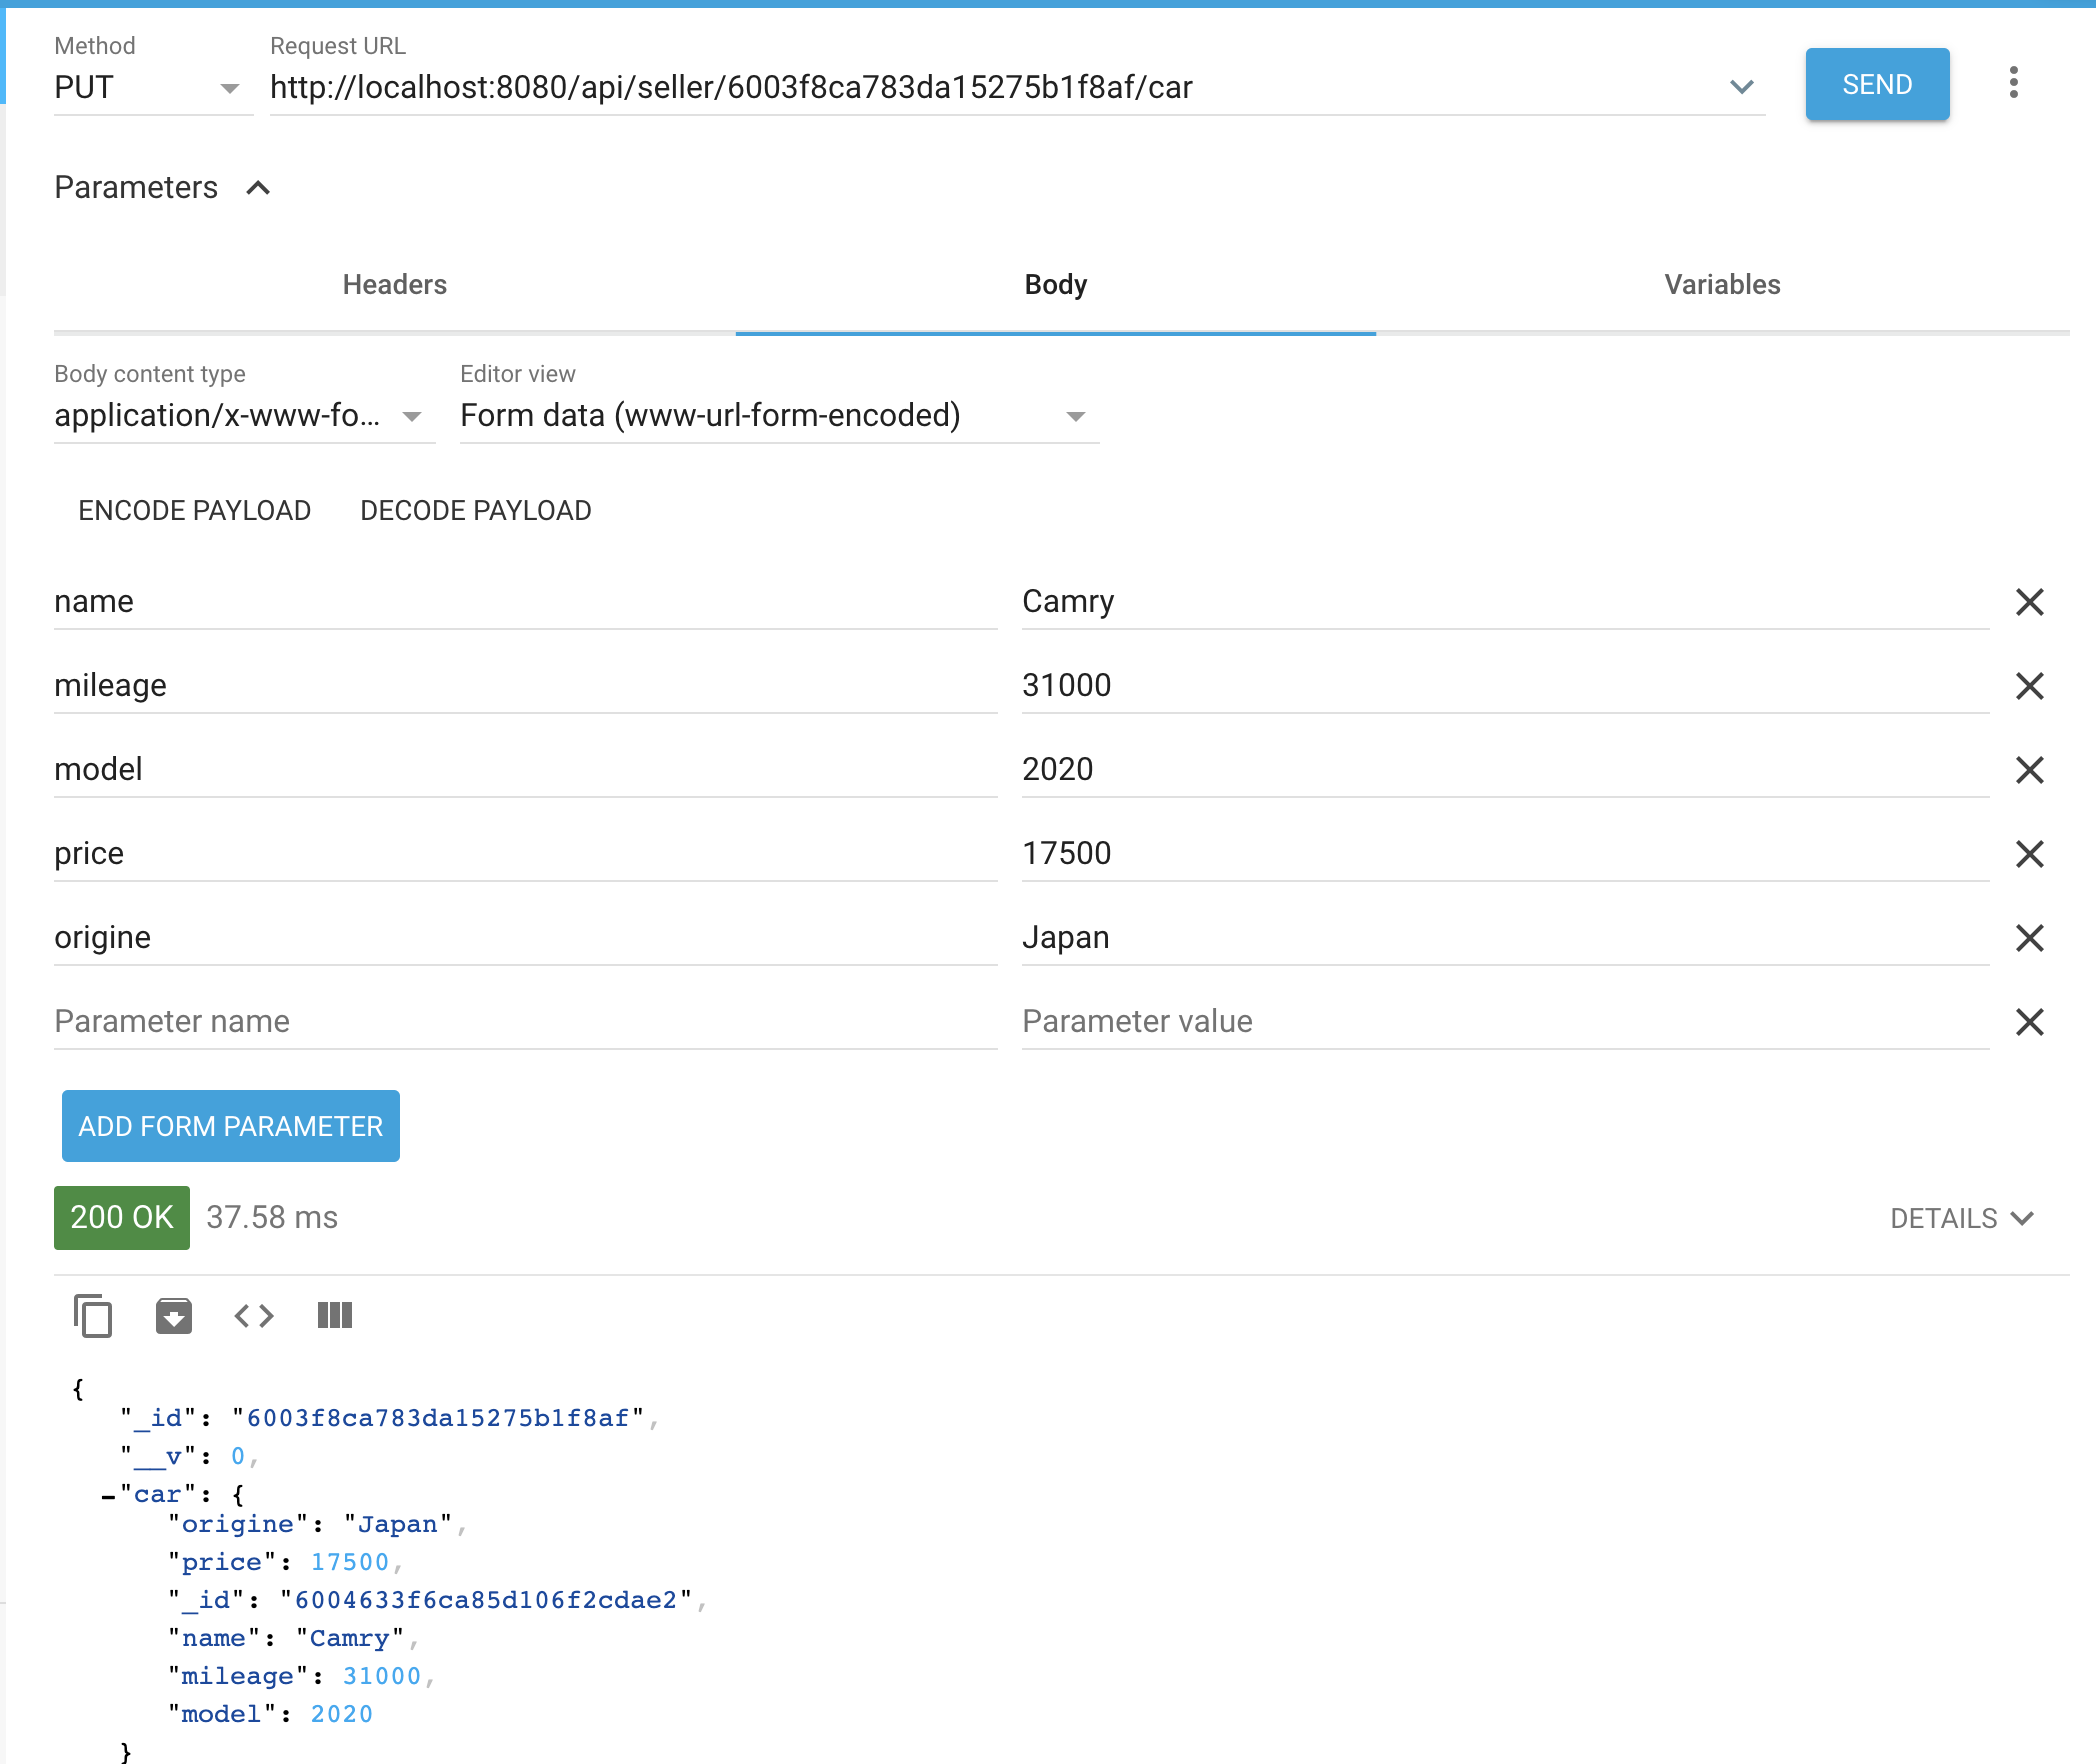 Method Request URL
PUT http://localhost:8080/api/seller/6003f8ca783da15275b1f8af/car SEND
Parameters
Headers Body Variables
Body content type Editor view
application/x-www-fo... Form data (www-url-form-encoded)
ENCODE PAYLOAD DECODE PAYLOAD
name Camry
mileage 31000
model 2020
price 17500
origine Japan
Parameter name Parameter value
ADD FORM PARAMETER
200 OK 37.58 ms DETAILS
{
"_id": "6003f8ca783da15275b1f8af",
"__v": 0,
-"car": {
"origine": "Japan",
"price": 17500,
"_id": "6004633f6ca85d106f2cdae2",
"name": "Camry",
"mileage": 31000,
"model": 2020
}